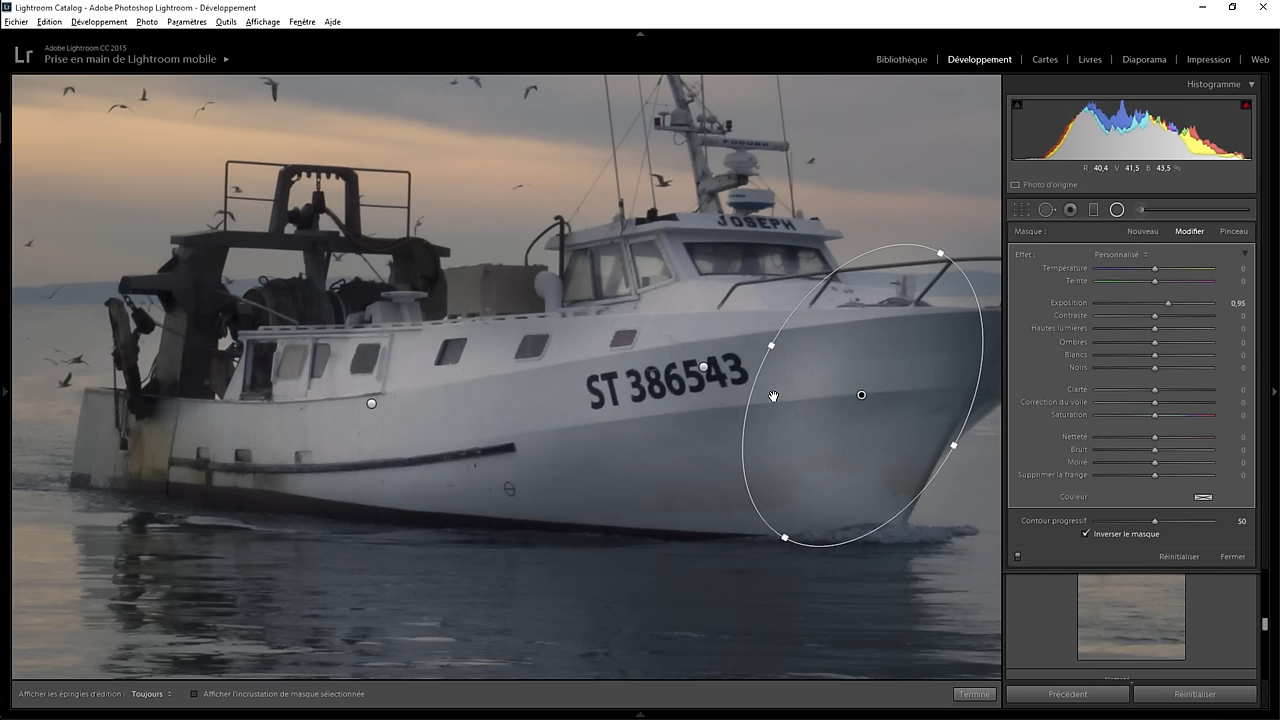 Lightroom Catalog - Adobe Photoshop Lightroom - Développement
Fichier Edition Développement Photo Paramètres Outils Affichage Fenêtre Aide
Lr
Adobe Lightroom CC 2015
Prise en main de Lightroom mobile
Bibliothèque | Développement | Cartes | Livres | Diaporama | Impression | Web
Histogramme
R 40,4 V 41,5 B 43,5 %
Photo d'origine
Masque : Nouveau Modifier Pinceau
Effet : Personnalisé
Température 0
Teinte 0
Exposition 0,95
Contraste 0
Hautes lumières 0
Ombres 0
Blancs 0
Noirs 0
Clarté 0
Correction du voile 0
Saturation 0
Netteté 0
Bruit 0
Moiré 0
Supprimer la frange 0
Couleur
Contour progressif 50
Inverser le masque
Réinitialiser Fermer
FURUNO
JOSEPH
ST 386543
Afficher les épingles d'édition : Toujours Afficher l'incrustation de masque sélectionnée Terminé
Précédent Réinitialiser